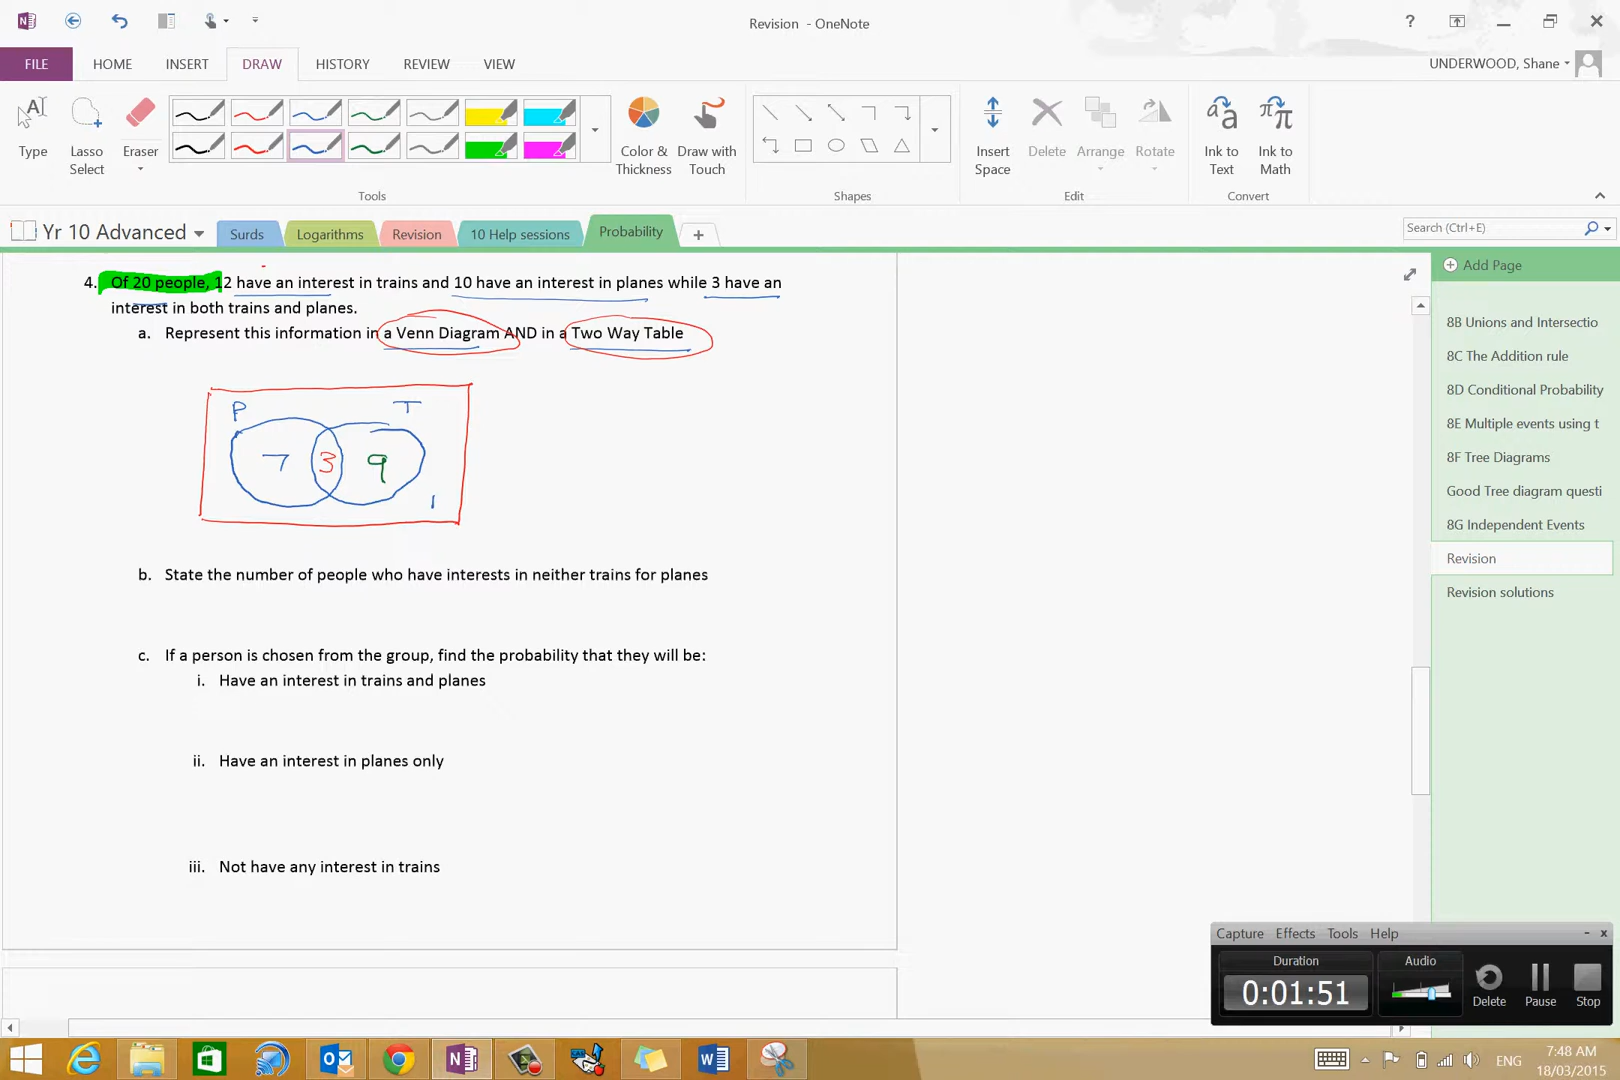 Revision - OneNote
?
FILE HOME INSERT DRAW HISTORY REVIEW VIEW
UNDERWOOD, Shane
Type
Lasso Select
Eraser
Color & Thickness
Draw with Touch
Insert Space
Delete
Arrange
Rotate
Ink to Text
Ink to Math
Tools
Shapes
Edit
Convert
Yr 10 Advanced
Surds
Logarithms
Revision
10 Help sessions
Probability
Search (Ctrl+E)
4. Of 20 people, 12 have an interest in trains and 10 have an interest in planes while 3 have an
interest in both trains and planes.
a. Represent this information in a Venn Diagram AND in a Two Way Table
P T
7 3 9
1
b. State the number of people who have interests in neither trains for planes
c. If a person is chosen from the group, find the probability that they will be:
i. Have an interest in trains and planes
ii. Have an interest in planes only
iii. Not have any interest in trains
Add Page
8B Unions and Intersectio
8C The Addition rule
8D Conditional Probability
8E Multiple events using t
8F Tree Diagrams
Good Tree diagram questi
8G Independent Events
Revision
Revision solutions
Capture Effects Tools Help
Duration
0:01:51
Audio
Delete
Pause
Stop
ENG
7:48 AM
18/03/2015